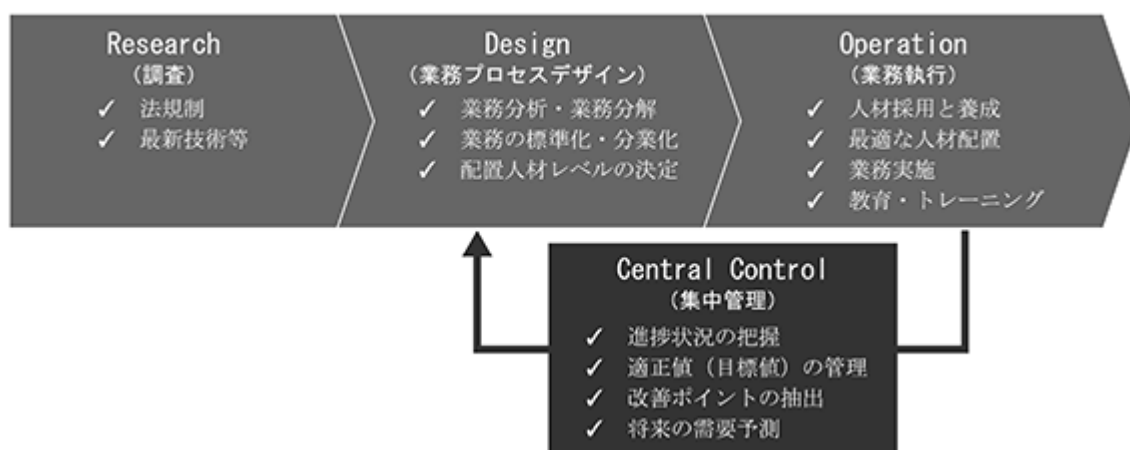 Research
(調査)
✓ 法規制
✓ 最新技術等
Design
(業務プロセスデザイン)
✓ 業務分析・業務分解
✓ 業務の標準化・分業化
✓ 配置人材レベルの決定
Operation
(業務執行)
✓ 人材採用と養成
✓ 最適な人材配置
✓ 業務実施
✓ 教育・トレーニング
Central Control
(集中管理)
✓ 進捗状況の把握
✓ 適正値(目標値)の管理
✓ 改善ポイントの抽出
✓ 将来の需要予測